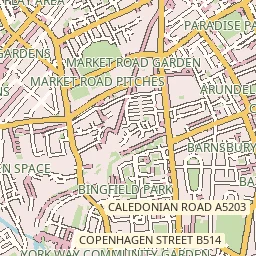 PARADISE PA
GARDENS
MARKET ROAD GARDEN
MARKET ROAD PITCHES
ARUNDEL
BARNSBURY
EN SPACE
BINGFIELD PARK
BA
CALEDONIAN ROAD A5203
COPENHAGEN STREET B514
YORK WAY COMMUNITY GARDEN